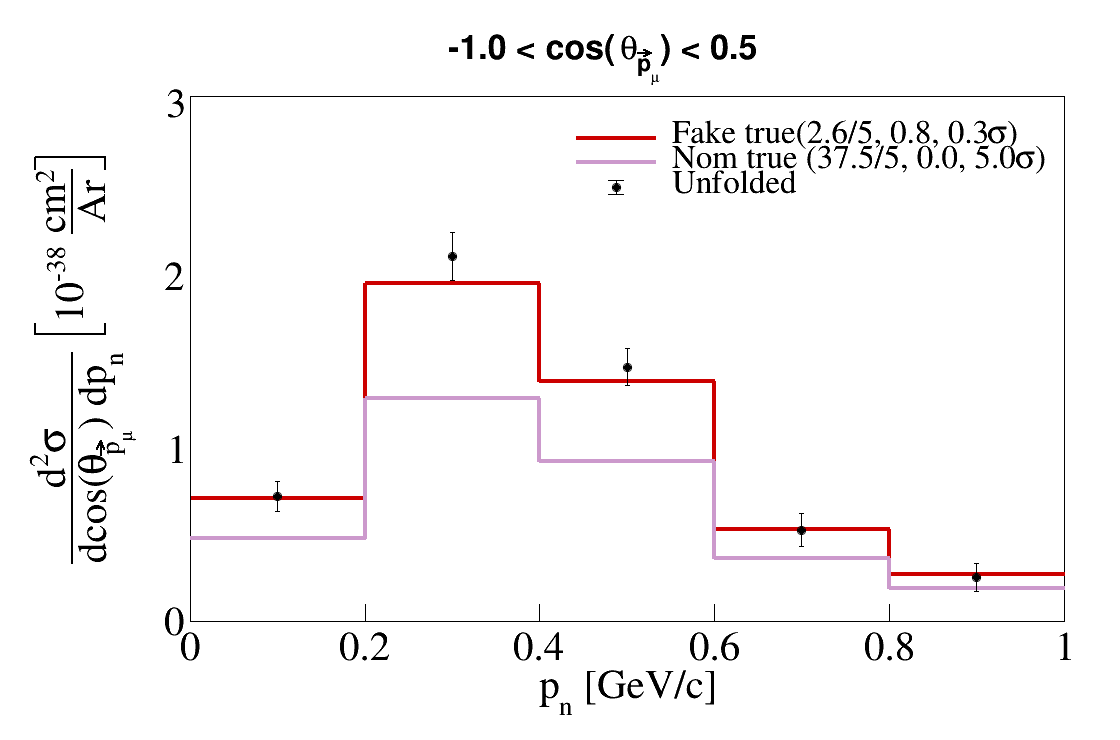 -1.0 < cos(θp⃗μ) < 0.5
3
2
1
0
d²σ
dcos(θp⃗μ) dpn
[10⁻³⁸ cm²/Ar]
Fake true(2.6/5, 0.8, 0.3σ)
Nom true (37.5/5, 0.0, 5.0σ)
Unfolded
0 0.2 0.4 0.6 0.8 1
pn [GeV/c]